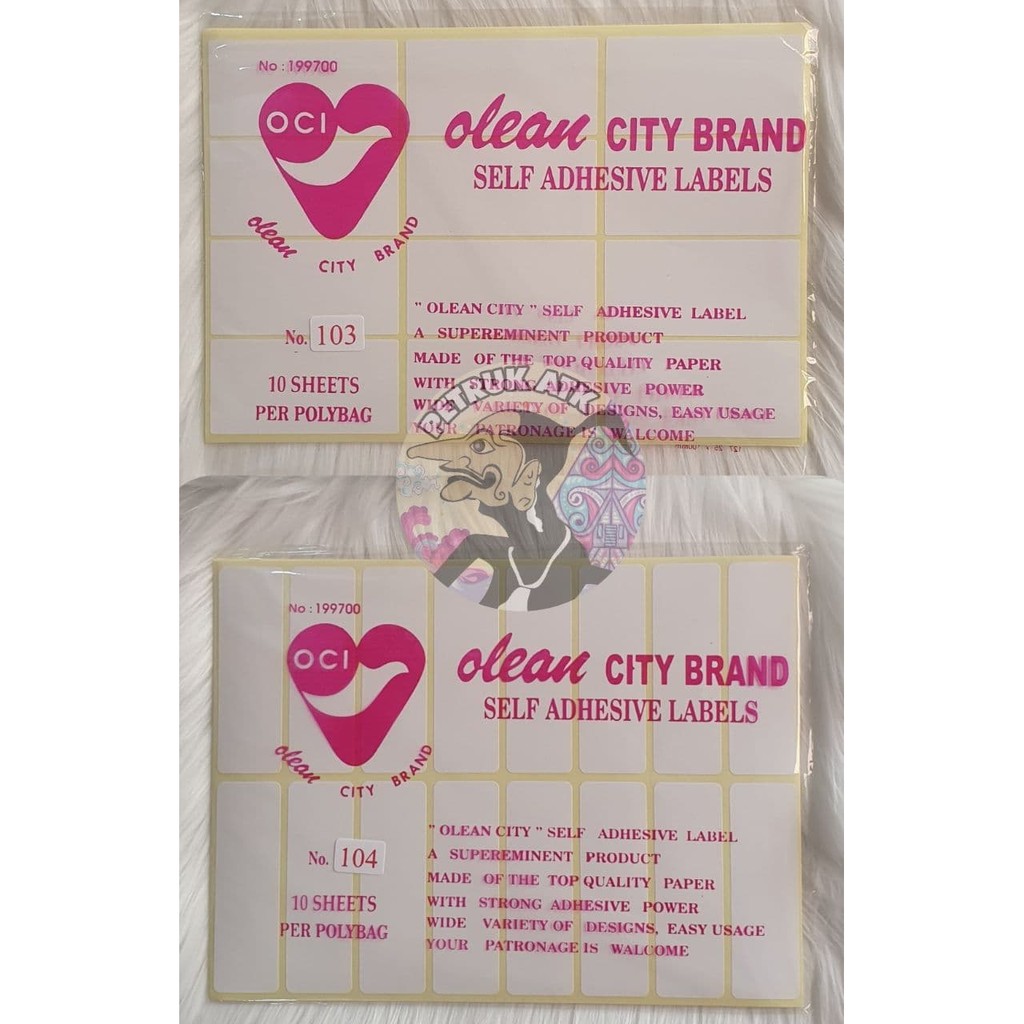 No : 199700
OCI
olean CITY BRAND
SELF ADHESIVE LABELS
olean CITY BRAND
" OLEAN CITY " SELF ADHESIVE LABEL
A SUPEREMINENT PRODUCT
MADE OF THE TOP QUALITY PAPER
WITH STRONG ADHESIVE POWER
WIDE VARIETY OF DESIGNS, EASY USAGE
YOUR PATRONAGE IS WALCOME
No. 103
10 SHEETS
PER POLYBAG
PETRUK ATK
No : 199700
OCI
olean CITY BRAND
SELF ADHESIVE LABELS
olean CITY BRAND
" OLEAN CITY " SELF ADHESIVE LABEL
A SUPEREMINENT PRODUCT
MADE OF THE TOP QUALITY PAPER
WITH STRONG ADHESIVE POWER
WIDE VARIETY OF DESIGNS, EASY USAGE
YOUR PATRONAGE IS WALCOME
No. 104
10 SHEETS
PER POLYBAG